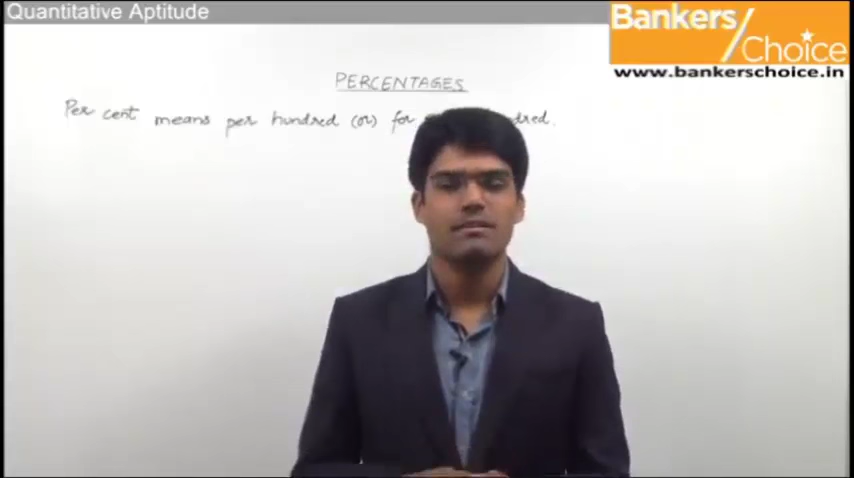 Quantitative Aptitude
Bankers
Choice
www.bankerschoice.in
PERCENTAGES
Per cent means per hundred (or) for